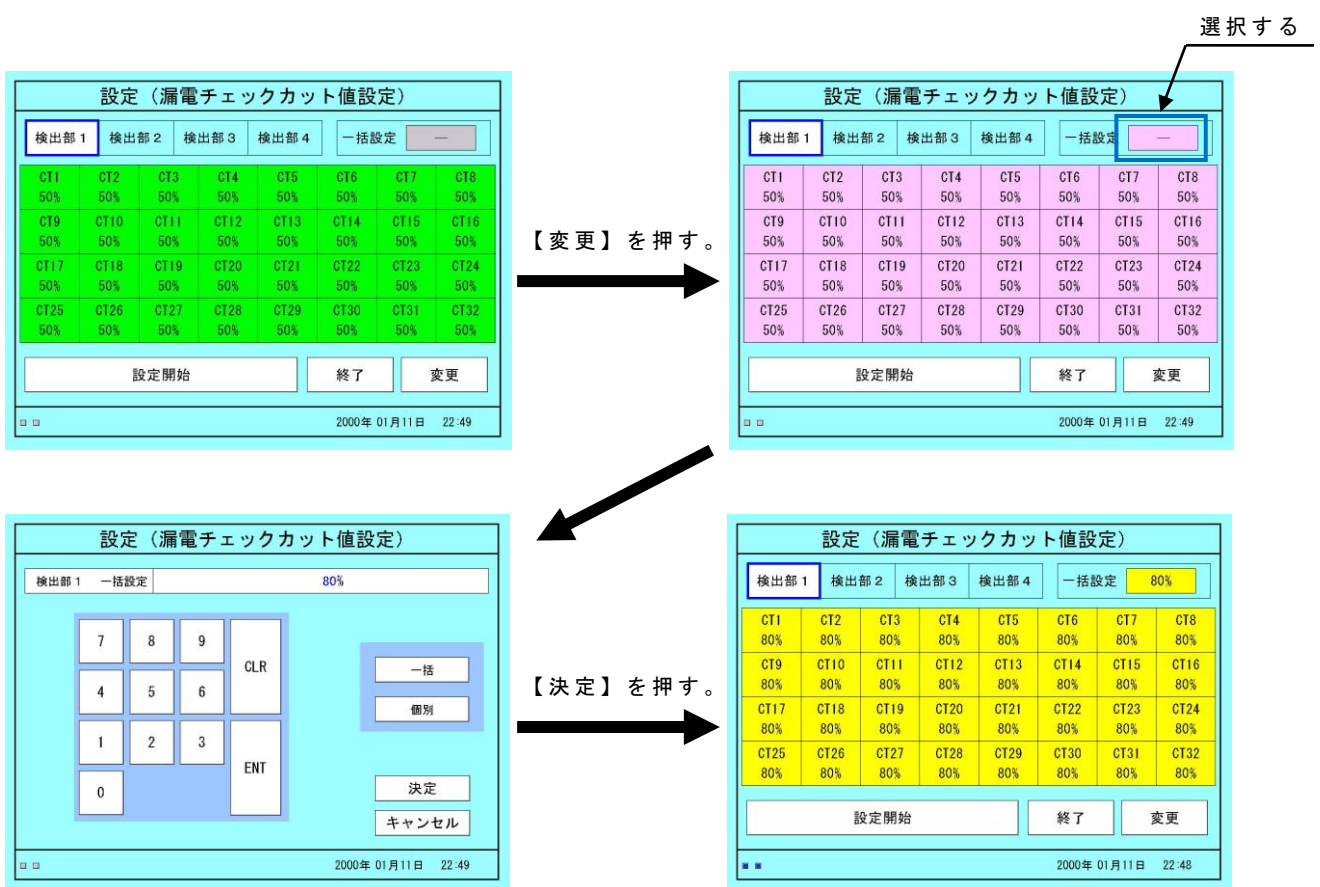 選択する
設定（漏電チェックカット値設定）
検出部1 検出部2 検出部3 検出部4 一括設定 —
CT1 CT2 CT3 CT4 CT5 CT6 CT7 CT8
50% 50% 50% 50% 50% 50% 50% 50%
CT9 CT10 CT11 CT12 CT13 CT14 CT15 CT16
50% 50% 50% 50% 50% 50% 50% 50%
CT17 CT18 CT19 CT20 CT21 CT22 CT23 CT24
50% 50% 50% 50% 50% 50% 50% 50%
CT25 CT26 CT27 CT28 CT29 CT30 CT31 CT32
50% 50% 50% 50% 50% 50% 50% 50%
設定開始 終了 変更
2000年 01月11日 22:49
【変更】を押す。
設定（漏電チェックカット値設定）
検出部1 検出部2 検出部3 検出部4 一括設定 —
CT1 CT2 CT3 CT4 CT5 CT6 CT7 CT8
50% 50% 50% 50% 50% 50% 50% 50%
CT9 CT10 CT11 CT12 CT13 CT14 CT15 CT16
50% 50% 50% 50% 50% 50% 50% 50%
CT17 CT18 CT19 CT20 CT21 CT22 CT23 CT24
50% 50% 50% 50% 50% 50% 50% 50%
CT25 CT26 CT27 CT28 CT29 CT30 CT31 CT32
50% 50% 50% 50% 50% 50% 50% 50%
設定開始 終了 変更
2000年 01月11日 22:49
設定（漏電チェックカット値設定）
検出部1 一括設定 80%
7 8 9 CLR
4 5 6
1 2 3 ENT
0
一括
個別
決定
キャンセル
2000年 01月11日 22:49
【決定】を押す。
設定（漏電チェックカット値設定）
検出部1 検出部2 検出部3 検出部4 一括設定 80%
CT1 CT2 CT3 CT4 CT5 CT6 CT7 CT8
80% 80% 80% 80% 80% 80% 80% 80%
CT9 CT10 CT11 CT12 CT13 CT14 CT15 CT16
80% 80% 80% 80% 80% 80% 80% 80%
CT17 CT18 CT19 CT20 CT21 CT22 CT23 CT24
80% 80% 80% 80% 80% 80% 80% 80%
CT25 CT26 CT27 CT28 CT29 CT30 CT31 CT32
80% 80% 80% 80% 80% 80% 80% 80%
設定開始 終了 変更
2000年 01月11日 22:48